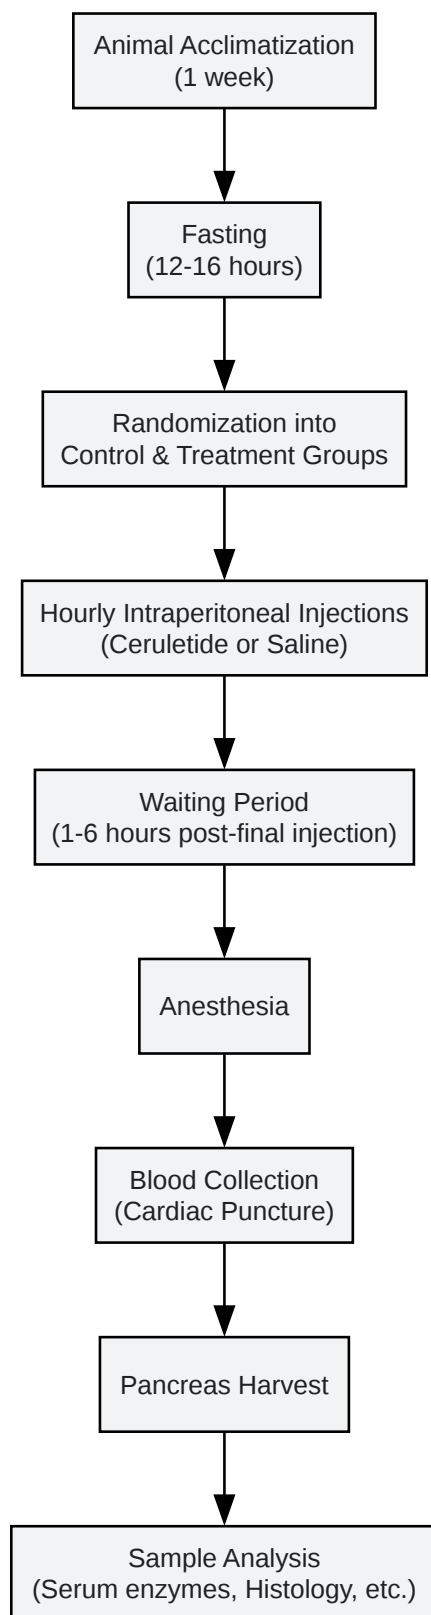 Animal Acclimatization
(1 week)
Fasting
(12-16 hours)
Randomization into
Control & Treatment Groups
Hourly Intraperitoneal Injections
(Ceruletide or Saline)
Waiting Period
(1-6 hours post-final injection)
Anesthesia
Blood Collection
(Cardiac Puncture)
Pancreas Harvest
Sample Analysis
(Serum enzymes, Histology, etc.)